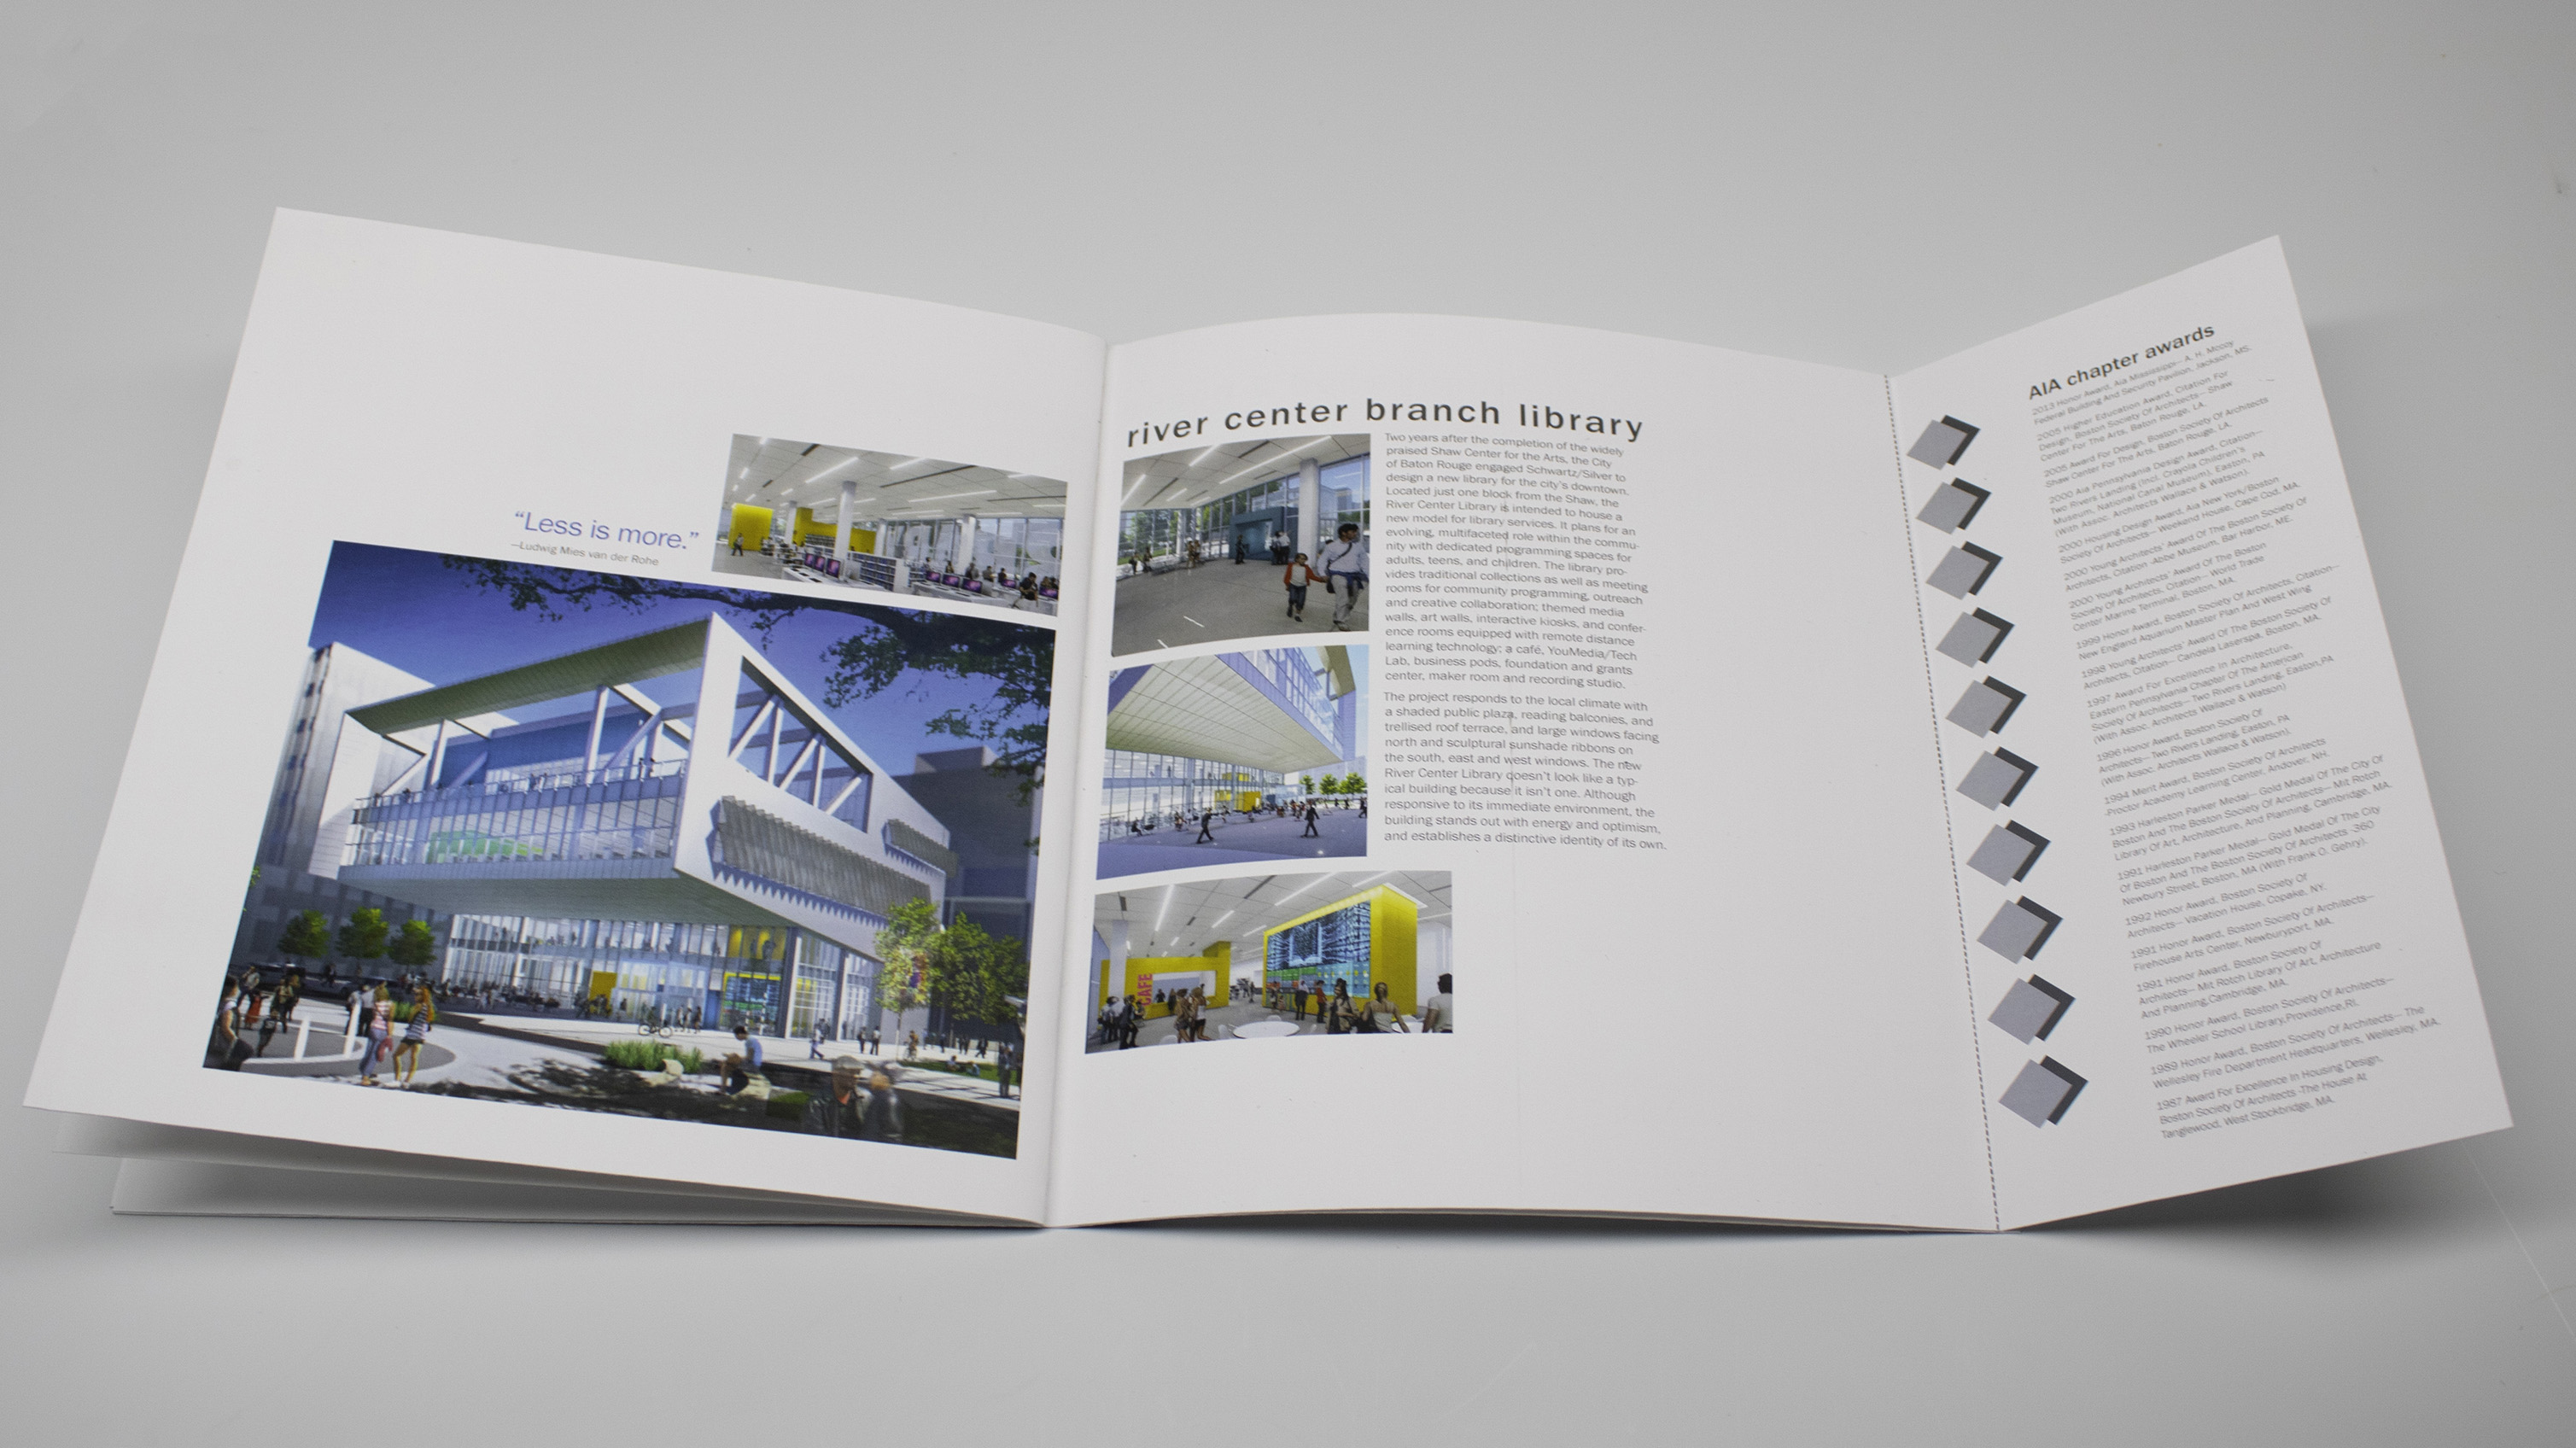 “Less is more.”
—Ludwig Mies van der Rohe
river center branch library
Two years after the completion of the widely
praised Shaw Center for the Arts, the City
of Baton Rouge engaged Schwartz/Silver to
design a new library for the city’s downtown.
Located just one block from the Shaw, the
River Center Library is intended to house a
new model for library services. It plans for an
evolving, multifaceted role within the commu-
nity with dedicated programming spaces for
adults, teens, and children. The library pro-
vides traditional collections as well as meeting
rooms for community programming, outreach
and creative collaboration; themed media
walls, art walls, interactive kiosks, and confer-
ence rooms equipped with remote distance
learning technology; a café, YouMedia/Tech
Lab, business pods, foundation and grants
center, maker room and recording studio.
The project responds to the local climate with
a shaded public plaza, reading balconies, and
trellised roof terrace, and large windows facing
north and sculptural sunshade ribbons on
the south, east and west windows. The new
River Center Library doesn’t look like a typ-
ical building because it isn’t one. Although
responsive to its immediate environment, the
building stands out with energy and optimism,
and establishes a distinctive identity of its own.
CAFE
AIA chapter awards
2013 Honor Award, Aia Mississippi— A. H. Mccoy
Federal Building And Security Pavilion, Jackson, MS.
2005 Higher Education Award, Citation For
Design, Boston Society Of Architects— Shaw
Center For The Arts, Baton Rouge, LA.
2005 Award For Design, Boston Society Of Architects
Shaw Center For The Arts, Baton Rouge, LA.
2000 Aia Pennsylvania Design Award, Citation—
Two Rivers Landing (Incl. Crayola Children’s
Museum, National Canal Museum), Easton, PA
(With Assoc. Architects Wallace & Watson).
2000 Housing Design Award, Aia New York/Boston
Society Of Architects— Weekend House, Cape Cod, MA.
2000 Young Architects’ Award Of The Boston Society Of
Architects, Citation -Abbe Museum, Bar Harbor, ME.
2000 Young Architects’ Award Of The Boston
Society Of Architects, Citation— World Trade
Center Marine Terminal, Boston, MA.
1999 Honor Award, Boston Society Of Architects, Citation—
New England Aquarium Master Plan And West Wing
1998 Young Architects’ Award Of The Boston Society Of
Architects, Citation— Candela Laserspa, Boston, MA.
1997 Award For Excellence In Architecture,
Eastern Pennsylvania Chapter Of The American
Society Of Architects— Two Rivers Landing, Easton,PA
(With Assoc. Architects Wallace & Watson)
1996 Honor Award, Boston Society Of
Architects— Two Rivers Landing, Easton, PA
(With Assoc. Architects Wallace & Watson).
1994 Merit Award, Boston Society Of Architects
-Proctor Academy Learning Center, Andover, NH.
1993 Harleston Parker Medal— Gold Medal Of The City Of
Boston And The Boston Society Of Architects— Mit Rotch
Library Of Art, Architecture, And Planning, Cambridge, MA.
1991 Harleston Parker Medal— Gold Medal Of The City
Of Boston And The Boston Society Of Architects -360
Newbury Street, Boston, MA (With Frank O. Gehry).
1992 Honor Award, Boston Society Of
Architects— Vacation House, Copake, NY.
1991 Honor Award, Boston Society Of Architects—
Firehouse Arts Center, Newburyport, MA.
1991 Honor Award, Boston Society Of
Architects— Mit Rotch Library Of Art, Architecture
And Planning,Cambridge, MA.
1990 Honor Award, Boston Society Of Architects—
The Wheeler School Library,Providence,RI.
1989 Honor Award, Boston Society Of Architects— The
Wellesley Fire Department Headquarters, Wellesley, MA.
1987 Award For Excellence In Housing Design,
Boston Society Of Architects -The House At
Tanglewood, West Stockbridge, MA.